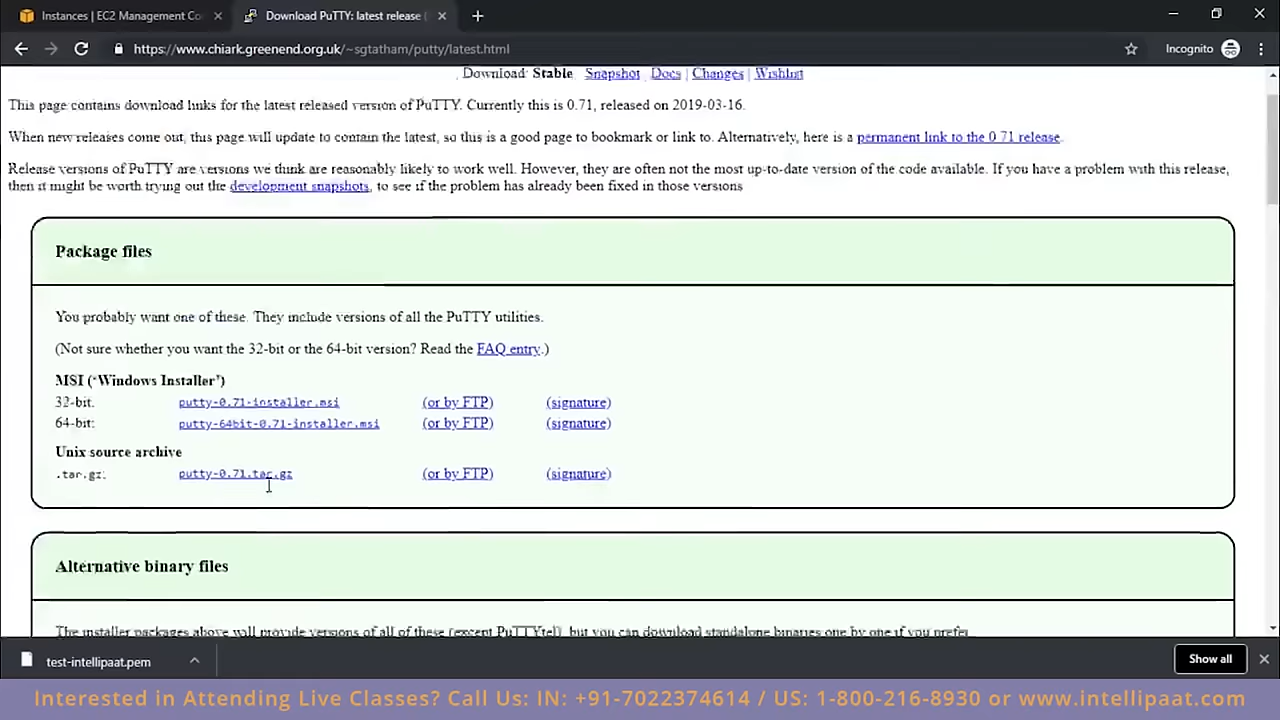 Instances | EC2 Management Co
Download PuTTY: latest release (
https://www.chiark.greenend.org.uk/~sgtatham/putty/latest.html
Incognito
Download: Stable Snapshot | Docs | Changes | Wishlist
This page contains download links for the latest released version of PuTTY. Currently this is 0.71, released on 2019-03-16.
When new releases come out, this page will update to contain the latest, so this is a good page to bookmark or link to. Alternatively, here is a permanent link to the 0.71 release.
Release versions of PuTTY are versions we think are reasonably likely to work well. However, they are often not the most up-to-date version of the code available. If you have a problem with this release,
then it might be worth trying out the development snapshots, to see if the problem has already been fixed in those versions
Package files
You probably want one of these. They include versions of all the PuTTY utilities.
(Not sure whether you want the 32-bit or the 64-bit version? Read the FAQ entry.)
MSI (‘Windows Installer’)
32-bit: putty-0.71-installer.msi (or by FTP) (signature)
64-bit: putty-64bit-0.71-installer.msi (or by FTP) (signature)
Unix source archive
.tar.gz: putty-0.71.tar.gz (or by FTP) (signature)
Alternative binary files
The installer packages above will provide versions of all of these (except PuTTYtel), but you can download standalone binaries one by one if you prefer.
test-intellipaat.pem
Show all
Interested in Attending Live Classes? Call Us: IN: +91-7022374614 / US: 1-800-216-8930 or www.intellipaat.com